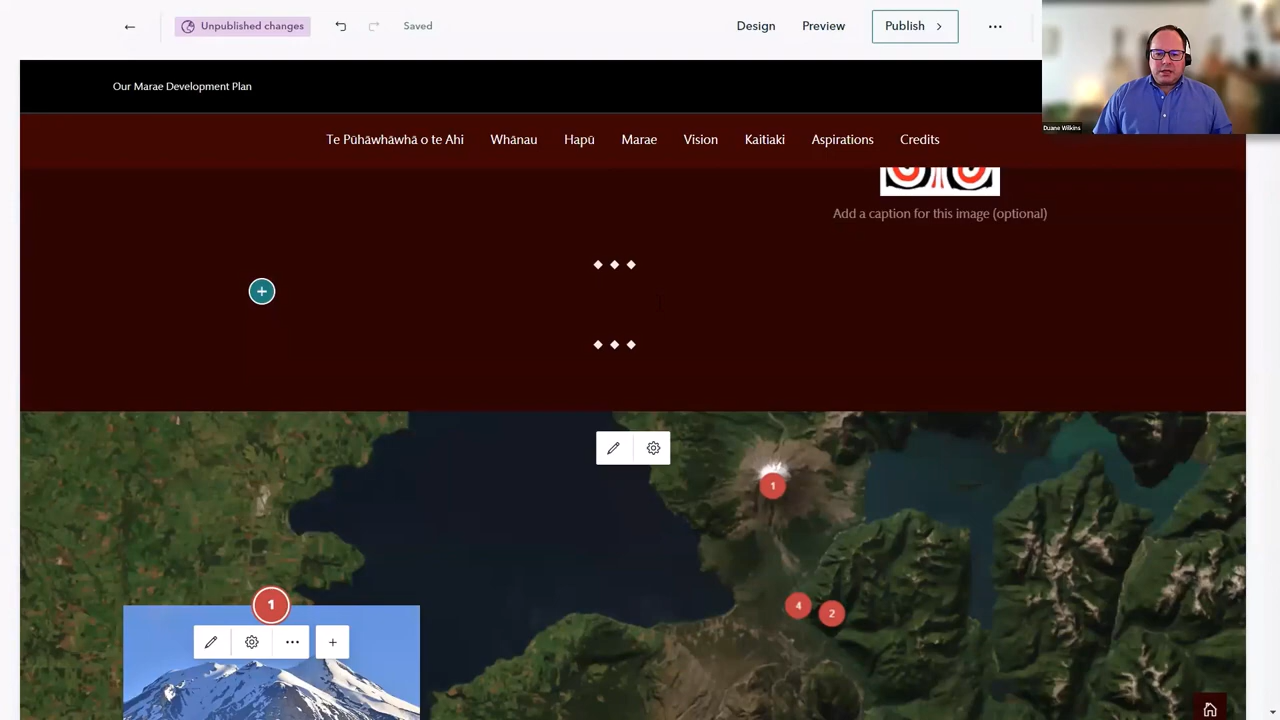 Unpublished changes
Saved
Design
Preview
Publish
Duane Wilkins
Our Marae Development Plan
Te Pūhāwhāwhā o te Ahi
Whānau
Hapū
Marae
Vision
Kaitiaki
Aspirations
Credits
Add a caption for this image (optional)
1
4
2
1